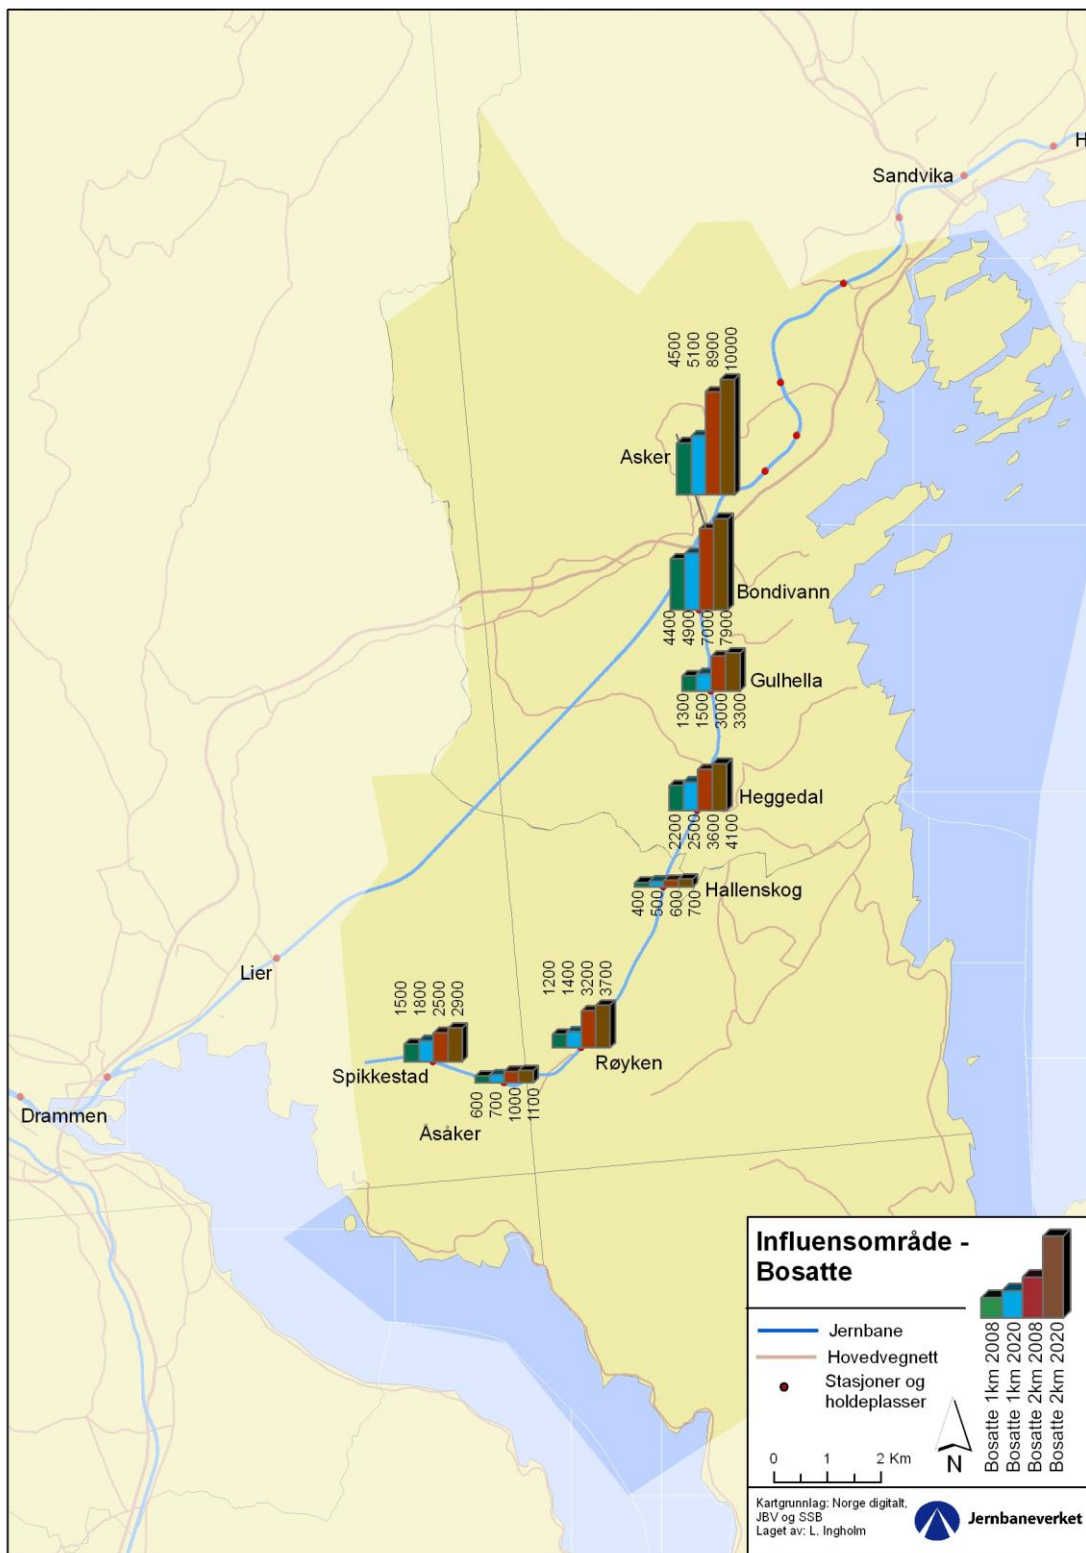 H
Sandvika
4500
5100
8900
10000
Asker
Bondivann
4400
4900
7000
7900
Gulhella
1300
1500
3000
3300
Heggedal
2200
2500
3600
4100
Hallenskog
400
500
600
700
Lier
1200
1400
3200
3700
1500
1800
2500
2900
Røyken
Spikkestad
600
700
1000
1100
Drammen
Åsåker
Influensområde -
Bosatte
Jernbane
Hovedvegnett
Stasjoner og
holdeplasser
Bosatte 1km 2008
Bosatte 1km 2020
Bosatte 2km 2008
Bosatte 2km 2020
0 1 2 Km
N
Kartgrunnlag: Norge digitalt,
JBV og SSB
Laget av: L. Ingholm
Jernbaneverket